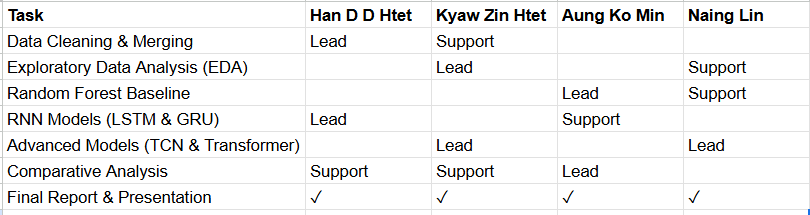 Task Han D D Htet Kyaw Zin Htet Aung Ko Min Naing Lin
Data Cleaning & Merging Lead Support
Exploratory Data Analysis (EDA) Lead Support
Random Forest Baseline Lead Support
RNN Models (LSTM & GRU) Lead Support
Advanced Models (TCN & Transformer) Lead Lead
Comparative Analysis Support Support Lead
Final Report & Presentation ✓ ✓ ✓ ✓